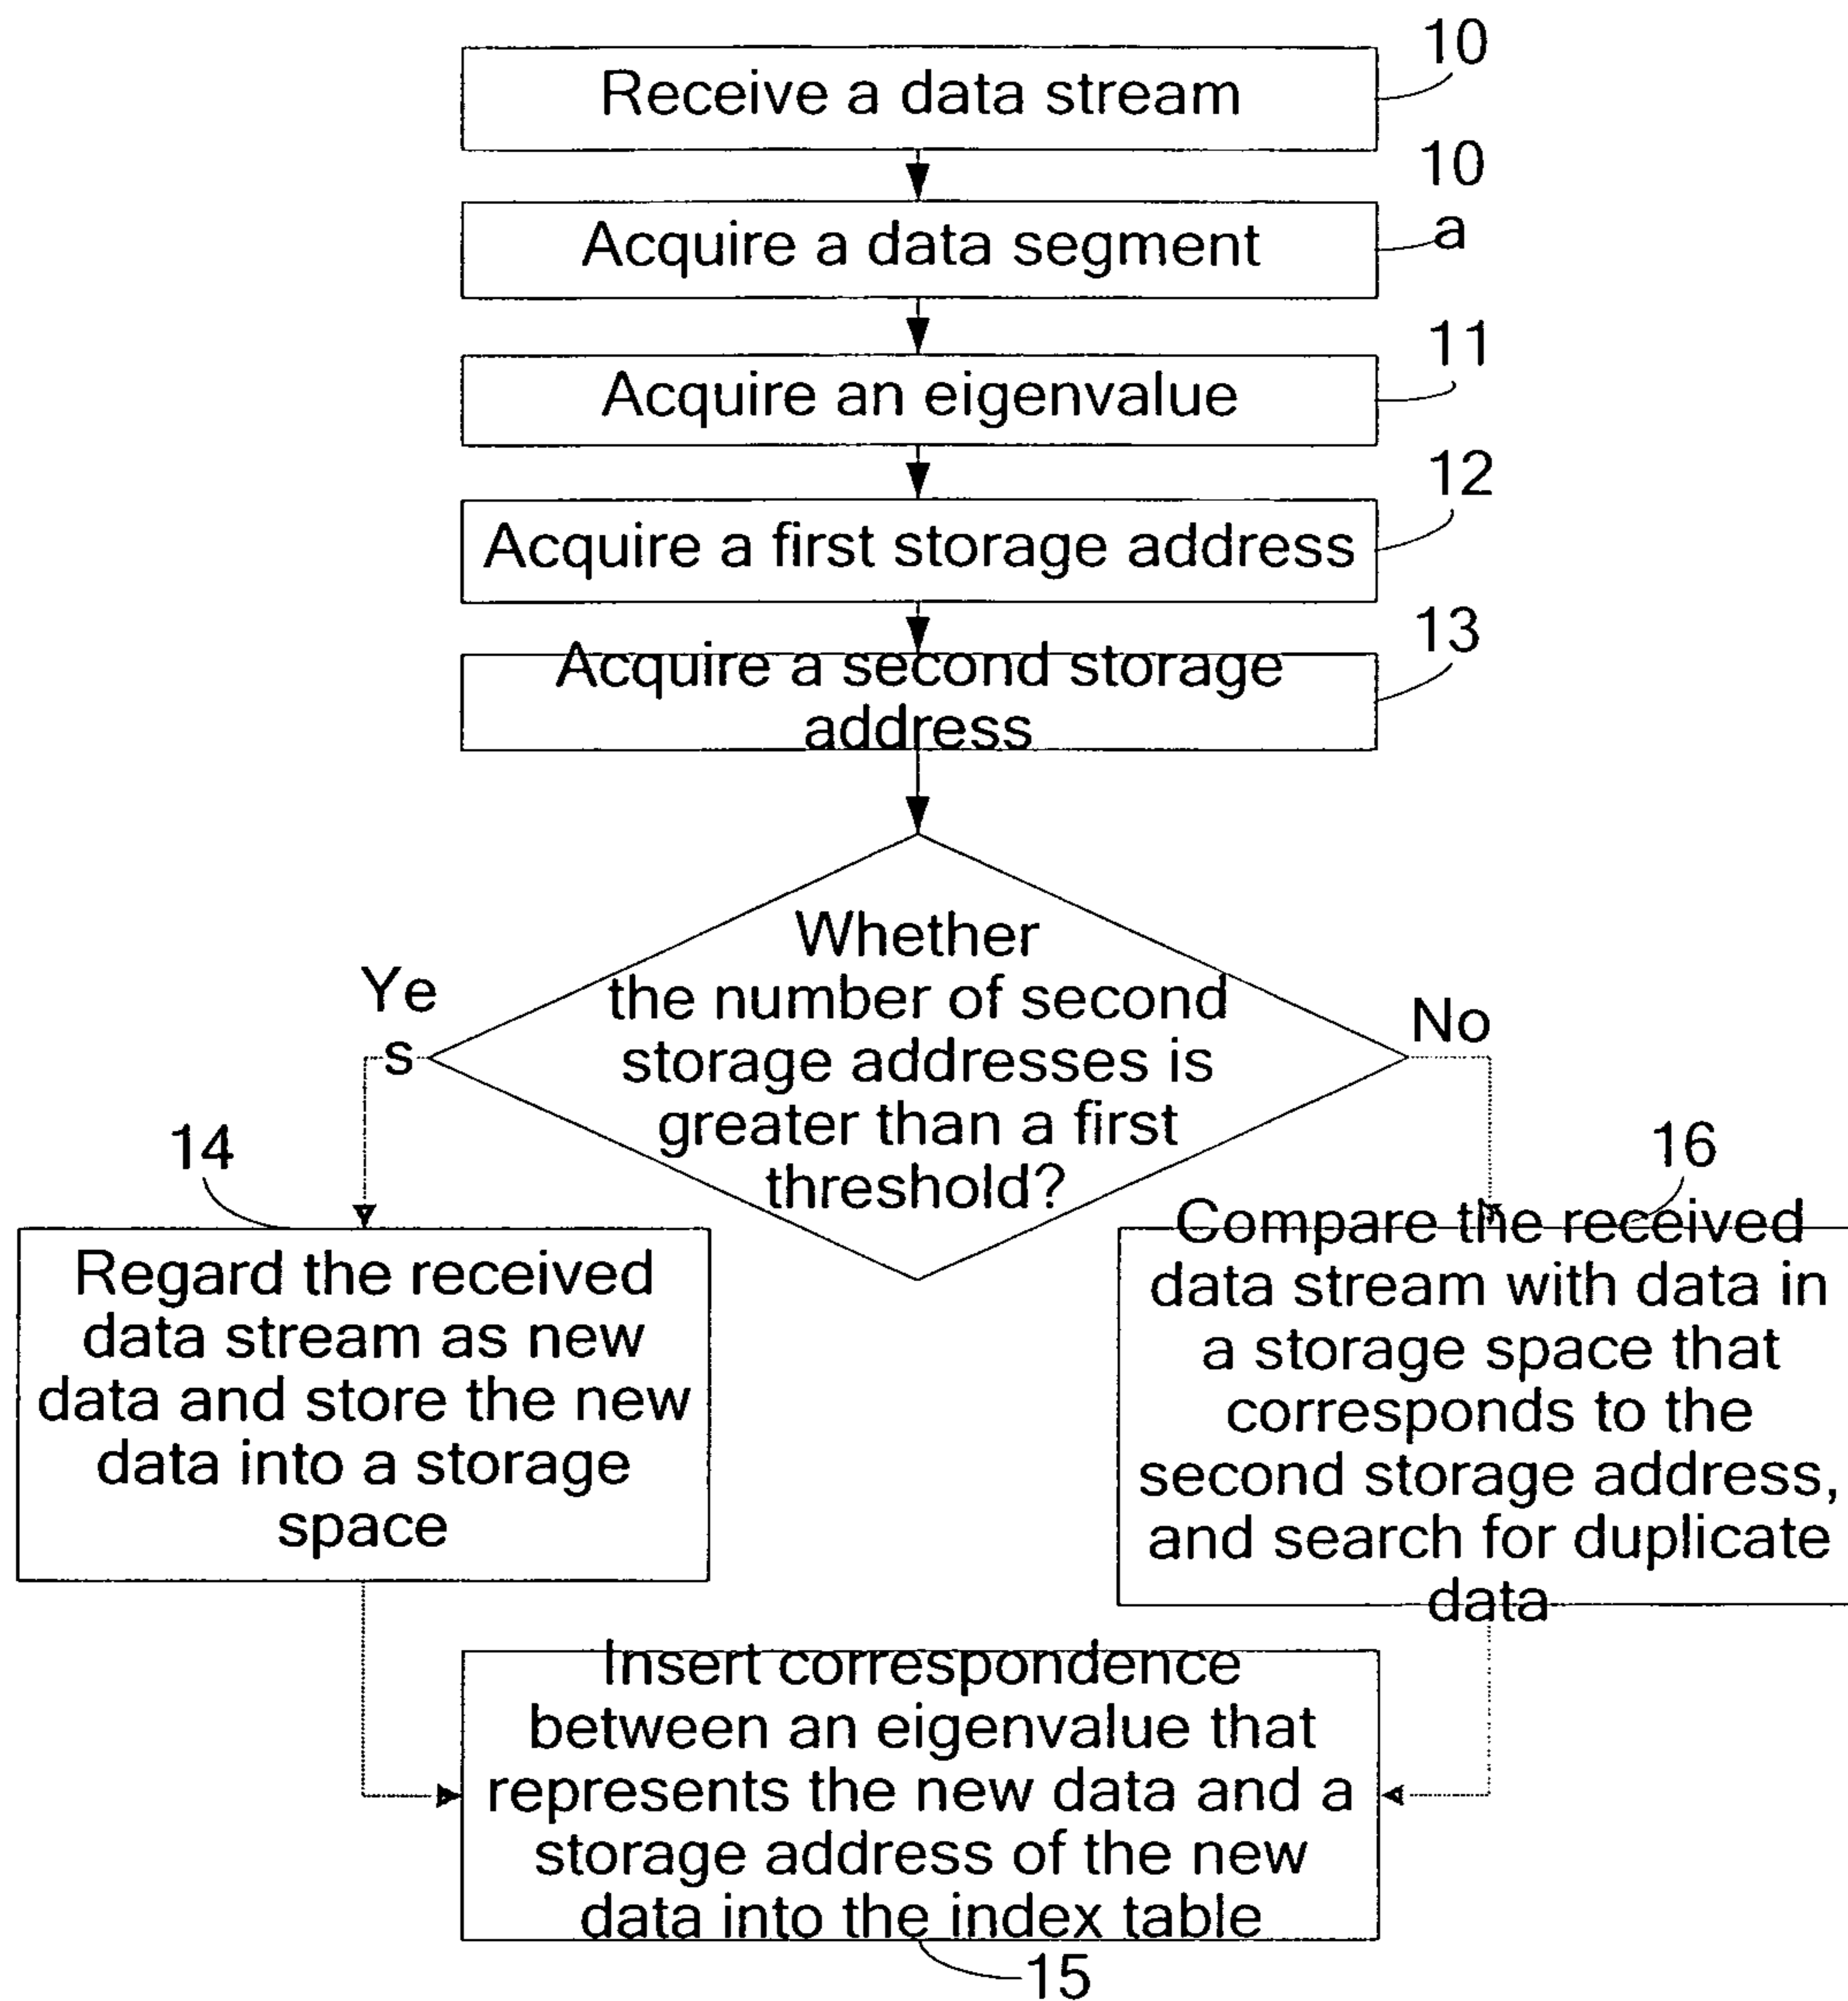 Receive a data stream
10
Acquire a data segment
10
a
Acquire an eigenvalue
11
Acquire a first storage address
12
Acquire a second storage
address
13
Whether
the number of second
storage addresses is
greater than a first
threshold?
Ye
s
No
14
Regard the received
data stream as new
data and store the new
data into a storage
space
16
Compare the received
data stream with data in
a storage space that
corresponds to the
second storage address,
and search for duplicate
data
Insert correspondence
between an eigenvalue that
represents the new data and a
storage address of the new
data into the index table
15